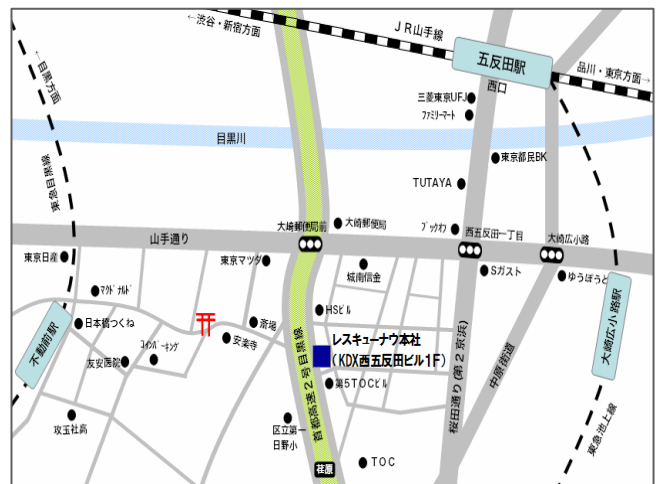 ←渋谷・新宿方面
ＪＲ山手線
五反田駅
品川・東京方面→
西口
←目黒方面
三菱東京UFJ
ﾌｧﾐﾘｰﾏｰﾄ
目黒川
東京都民BK
東急目黒線
TUTAYA
大崎郵便局前
大崎郵便局
ﾌﾞｯｸわ
西五反田一丁目
大崎広小路
山手通り
東京日産
東京マツダ
城南信金
Sガスト
ゆうぽうと
ﾏｸﾄﾞﾅﾙﾄﾞ
HSビル
日本橋つくね
斎場
不動前駅
ｺｲﾝﾊﾟｰｷﾝｸﾞ
安楽寺
レスキューナウ本社
（KDX西五反田ビル1F）
友安医院
大崎広小路駅
首都高速２号目黒線
第5TOCビル
桜田通り(第２京浜)
中原街道
攻玉社高
区立第一
日野小
東急池上線
荏原
TOC